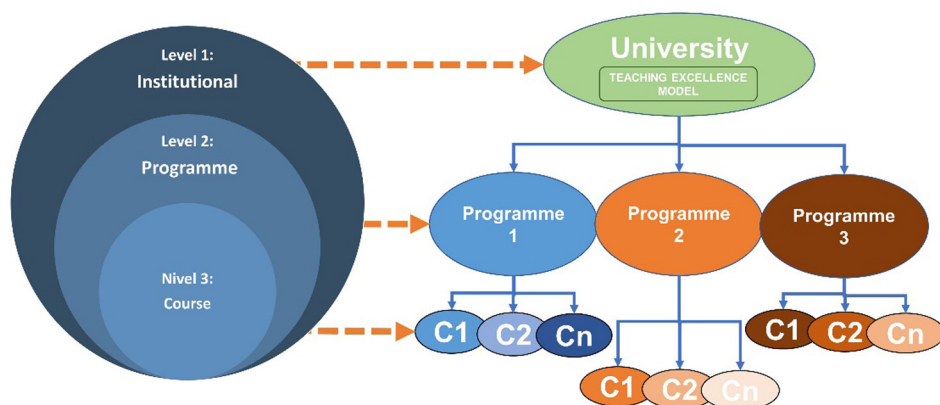 Level 1:
Institutional
Level 2:
Programme
Nivel 3:
Course
University
TEACHING EXCELLENCE
MODEL
Programme
1
Programme
2
Programme
3
C1
C2
Cn
C1
C2
Cn
C1
C2
Cn